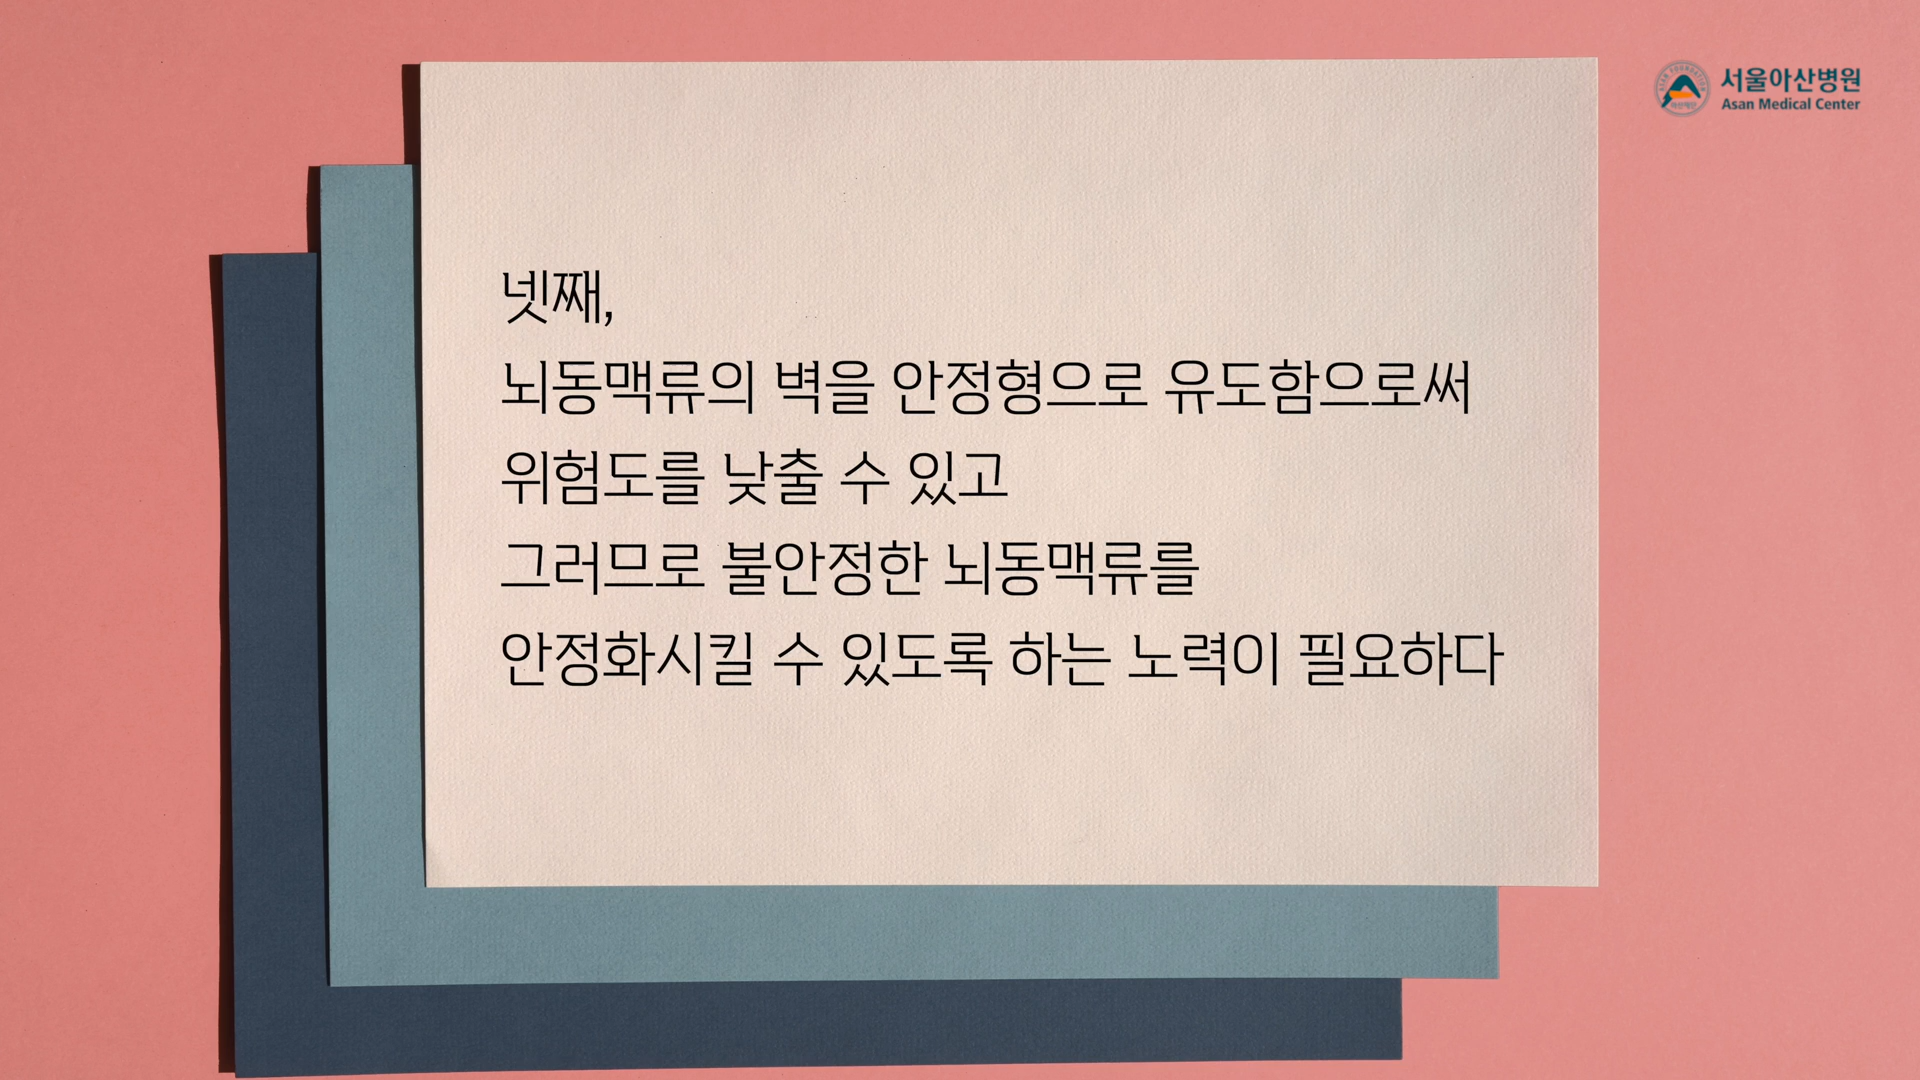 서울아산병원
Asan Medical Center
넷째,
뇌동맥류의 벽을 안정형으로 유도함으로써
위험도를 낮출 수 있고
그러므로 불안정한 뇌동맥류를
안정화시킬 수 있도록 하는 노력이 필요하다